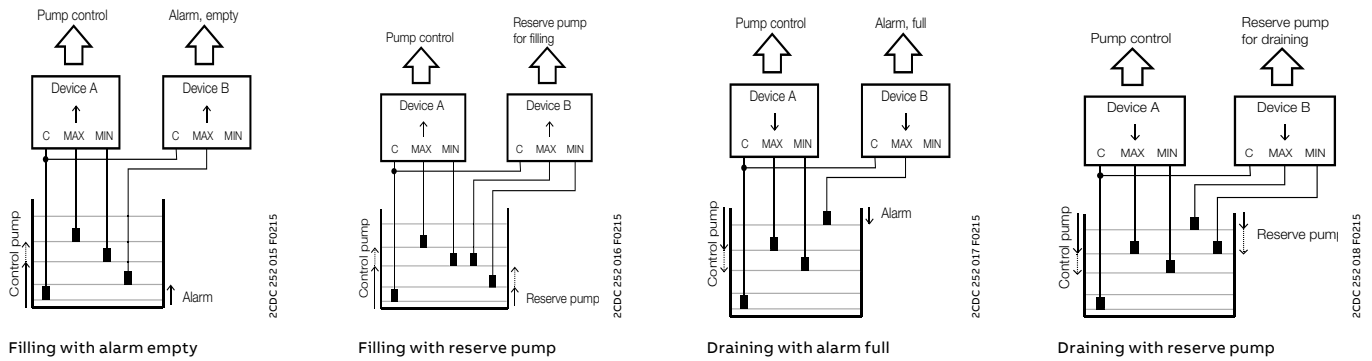 Pump control
Alarm, empty
Device A
Device B
C MAX MIN
C MAX MIN
Control pump
Alarm
2CDC 252 015 F0215
Filling with alarm empty
Pump control
Reserve pump
for filling
Device A
Device B
C MAX MIN
C MAX MIN
Control pump
Reserve pump
2CDC 252 016 F0215
Filling with reserve pump
Pump control
Alarm, full
Device A
Device B
C MAX MIN
C MAX MIN
Control pump
Alarm
2CDC 252 017 F0215
Draining with alarm full
Pump control
Reserve pump
for draining
Device A
Device B
C MAX MIN
C MAX MIN
Control pump
Reserve pump
2CDC 252 018 F0215
Draining with reserve pump